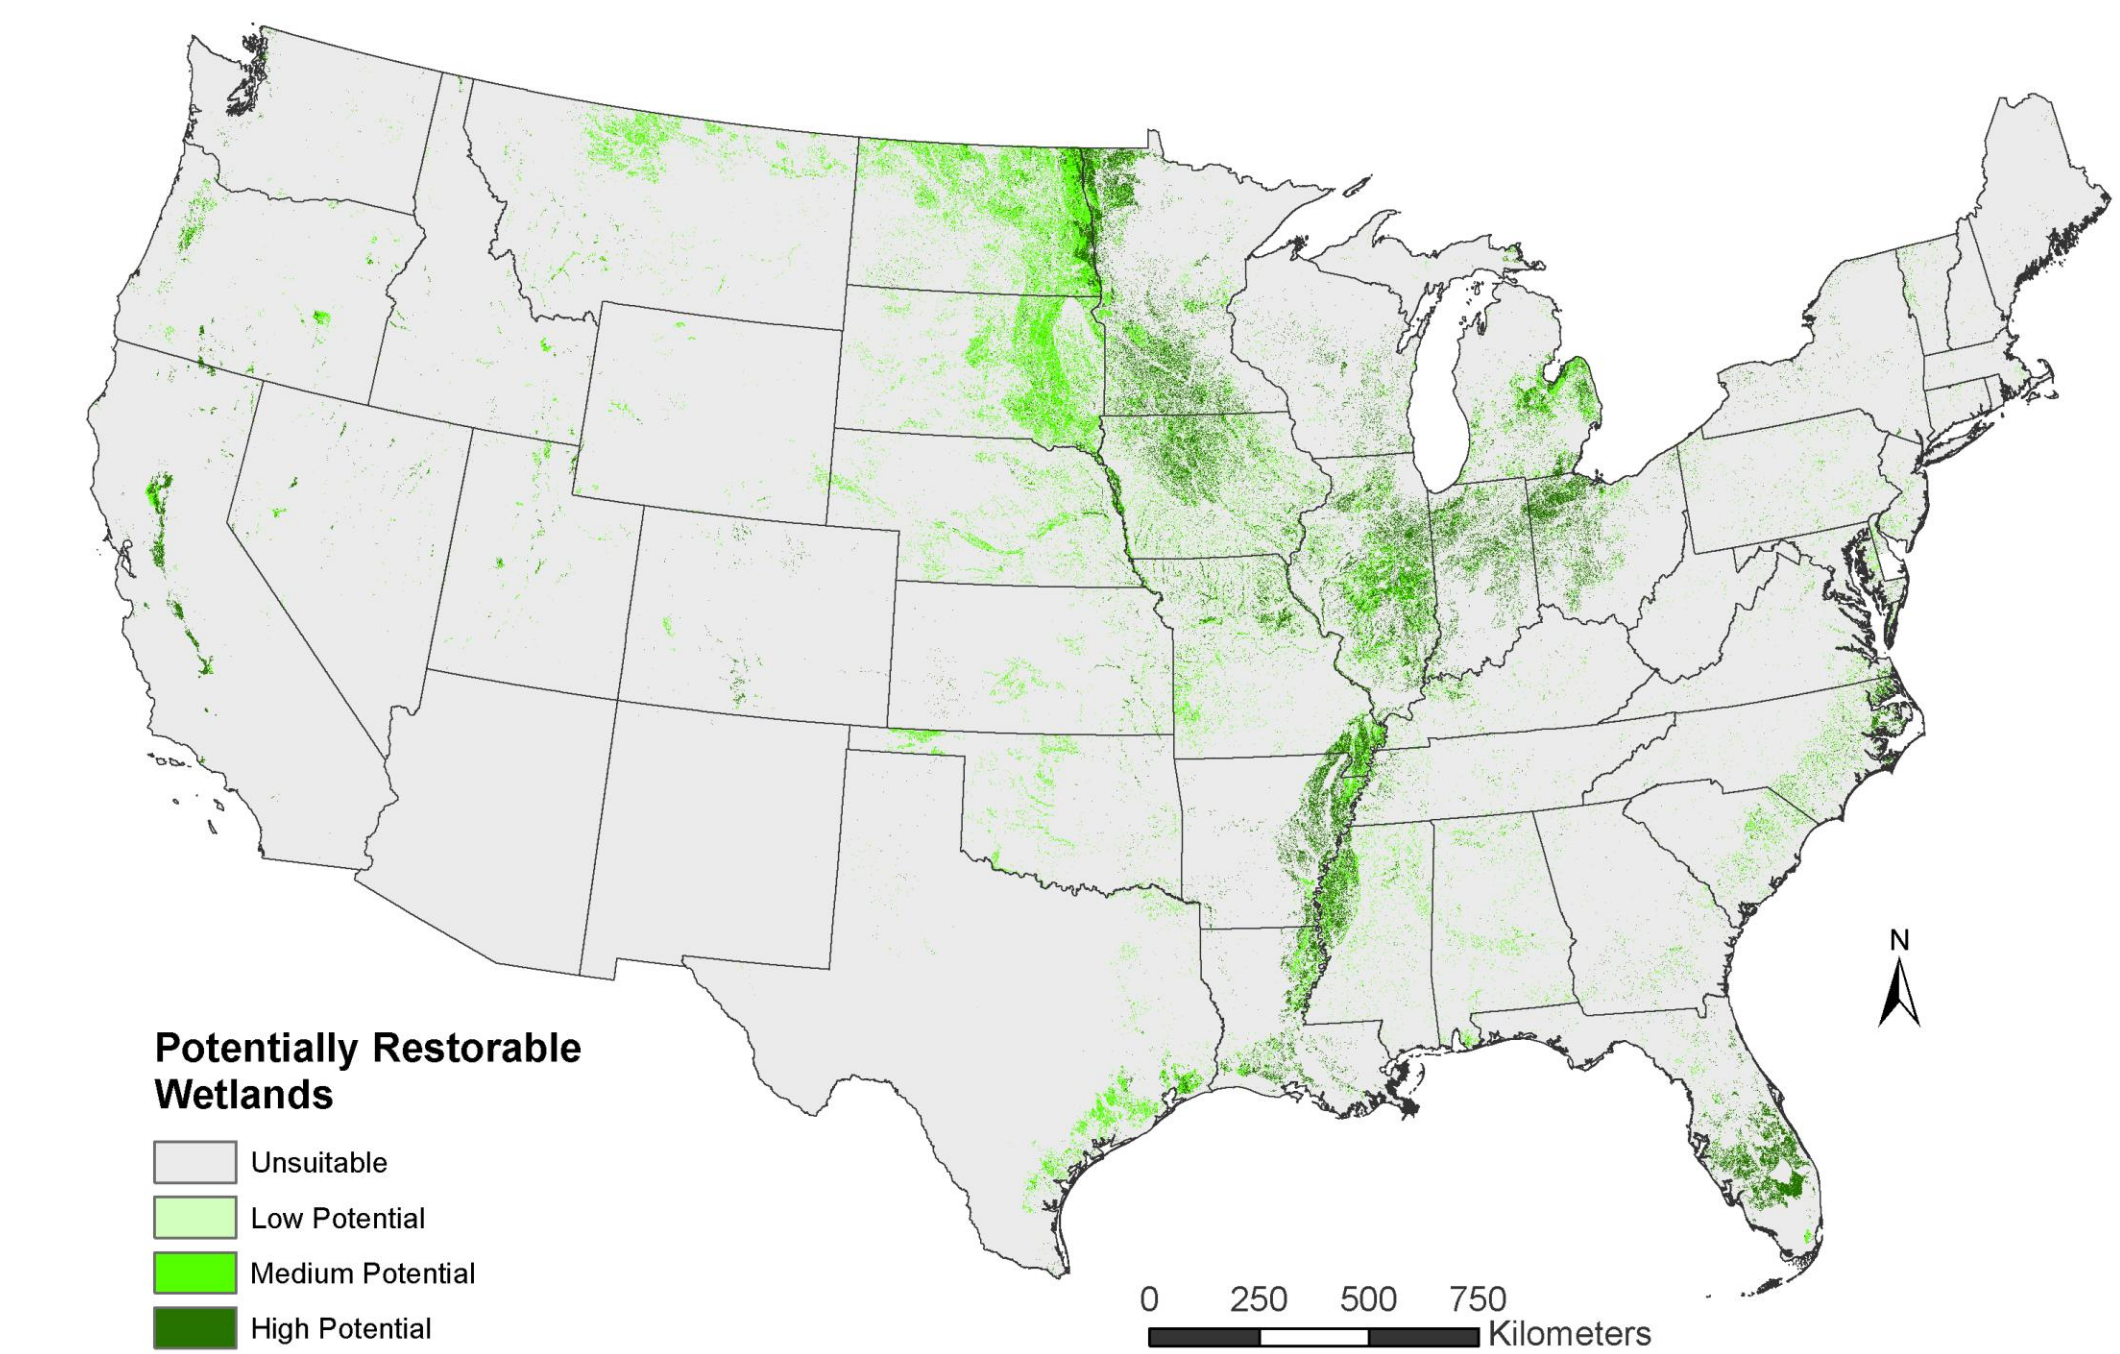 N
Potentially Restorable
Wetlands
Unsuitable
Low Potential
Medium Potential
High Potential
0 250 500 750
Kilometers